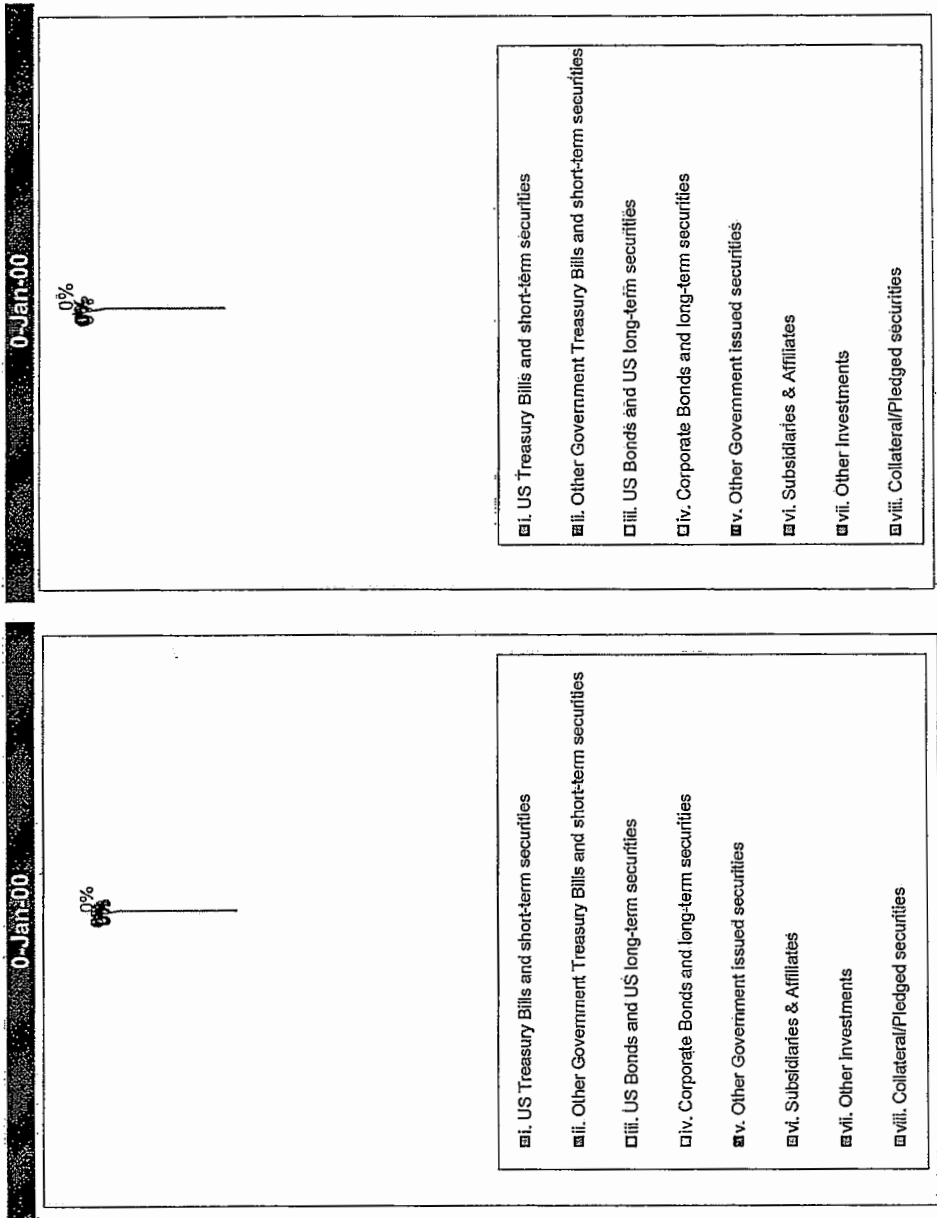 0-Jan-00
0%
0%
i. US Treasury Bills and short-term securities
ii. Other Government Treasury Bills and short-term securities
iii. US Bonds and US long-term securities
iv. Corporate Bonds and long-term securities
v. Other Government issued securities
vi. Subsidiaries & Affiliates
vii. Other Investments
viii. Collateral/Pledged securities
0-Jan-00
0%
0%
i. US Treasury Bills and short-term securities
ii. Other Government Treasury Bills and short-term securities
iii. US Bonds and US long-term securities
iv. Corporate Bonds and long-term securities
v. Other Government issued securities
vi. Subsidiaries & Affiliates
vii. Other Investments
viii. Collateral/Pledged securities